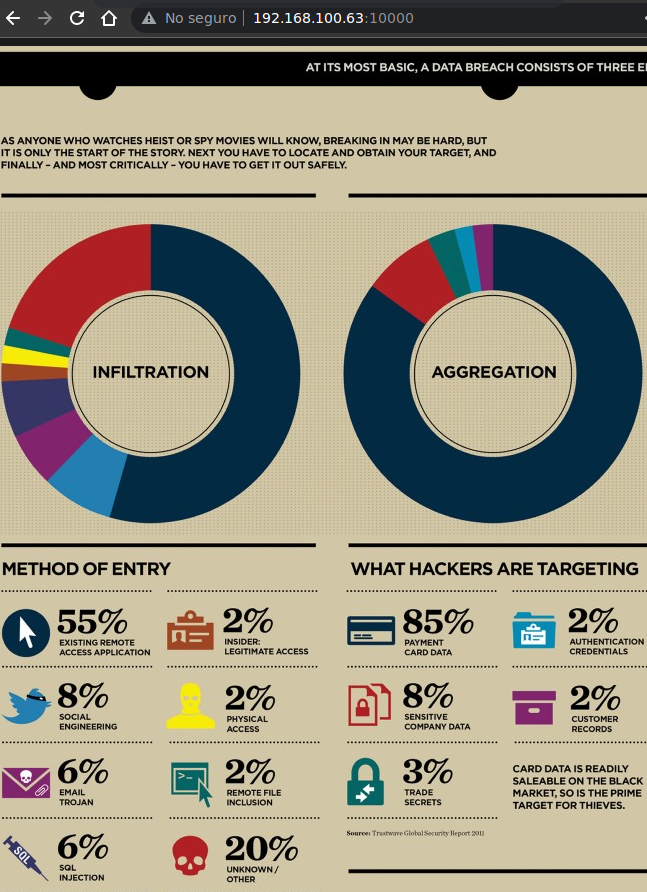 No seguro
192.168.100.63:10000
AT ITS MOST BASIC, A DATA BREACH CONSISTS OF THREE E
AS ANYONE WHO WATCHES HEIST OR SPY MOVIES WILL KNOW, BREAKING IN MAY BE HARD, BUT
IT IS ONLY THE START OF THE STORY. NEXT YOU HAVE TO LOCATE AND OBTAIN YOUR TARGET, AND
FINALLY – AND MOST CRITICALLY – YOU HAVE TO GET IT OUT SAFELY.
INFILTRATION
AGGREGATION
METHOD OF ENTRY
55%
EXISTING REMOTE
ACCESS APPLICATION
2%
INSIDER:
LEGITIMATE ACCESS
8%
SOCIAL
ENGINEERING
2%
PHYSICAL
ACCESS
6%
EMAIL
TROJAN
>-
2%
REMOTE FILE
INCLUSION
SQL
6%
SQL
INJECTION
20%
UNKNOWN /
OTHER
WHAT HACKERS ARE TARGETING
85%
PAYMENT
CARD DATA
2%
AUTHENTICATION
CREDENTIALS
8%
SENSITIVE
COMPANY DATA
2%
CUSTOMER
RECORDS
3%
TRADE
SECRETS
CARD DATA IS READILY
SALEABLE ON THE BLACK
MARKET, SO IS THE PRIME
TARGET FOR THIEVES.
Source: Trustwave Global Security Report 2011